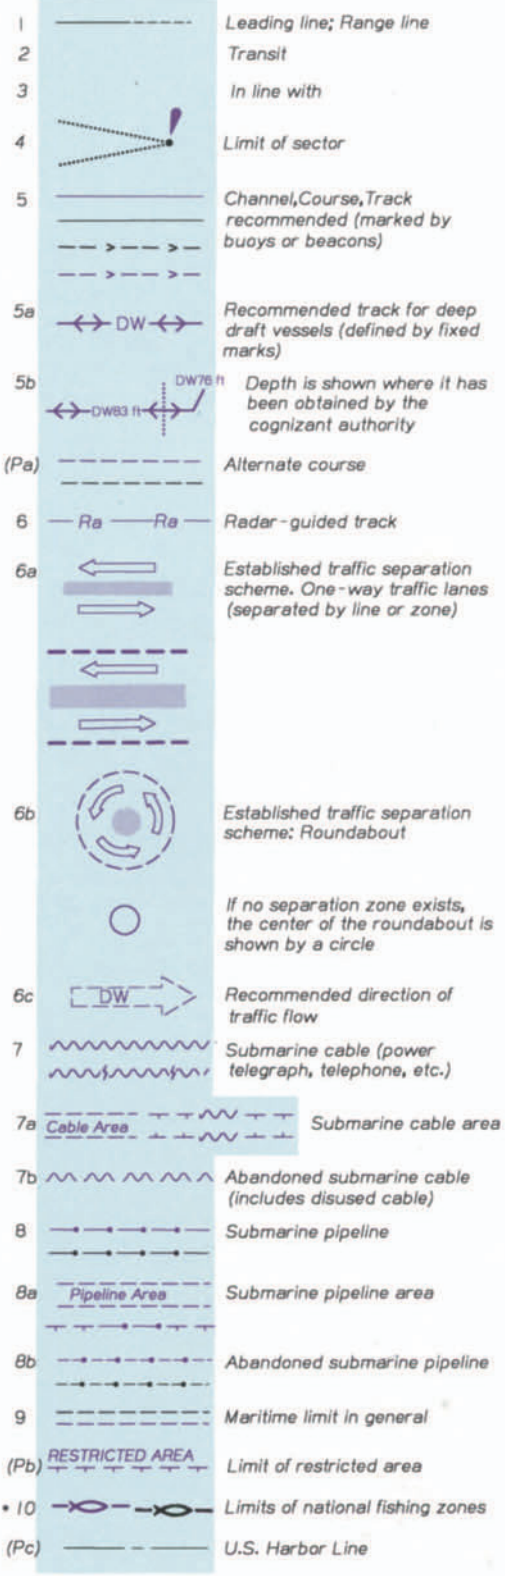 1 Leading line; Range line
2 Transit
3 In line with
4 Limit of sector
5 Channel,Course,Track
recommended (marked by
buoys or beacons)
5a DW Recommended track for deep
draft vessels (defined by fixed
marks)
5b DW83 ft DW76 ft Depth is shown where it has
been obtained by the
cognizant authority
(Pa) Alternate course
6 Ra Ra Radar-guided track
6a Established traffic separation
scheme. One-way traffic lanes
(separated by line or zone)
6b Established traffic separation
scheme: Roundabout
If no separation zone exists,
the center of the roundabout is
shown by a circle
6c DW Recommended direction of
traffic flow
7 Submarine cable (power
telegraph, telephone, etc.)
7a Cable Area Submarine cable area
7b Abandoned submarine cable
(includes disused cable)
8 Submarine pipeline
8a Pipeline Area Submarine pipeline area
8b Abandoned submarine pipeline
9 Maritime limit in general
(Pb) RESTRICTED AREA Limit of restricted area
• 10 Limits of national fishing zones
(Pc) U.S. Harbor Line